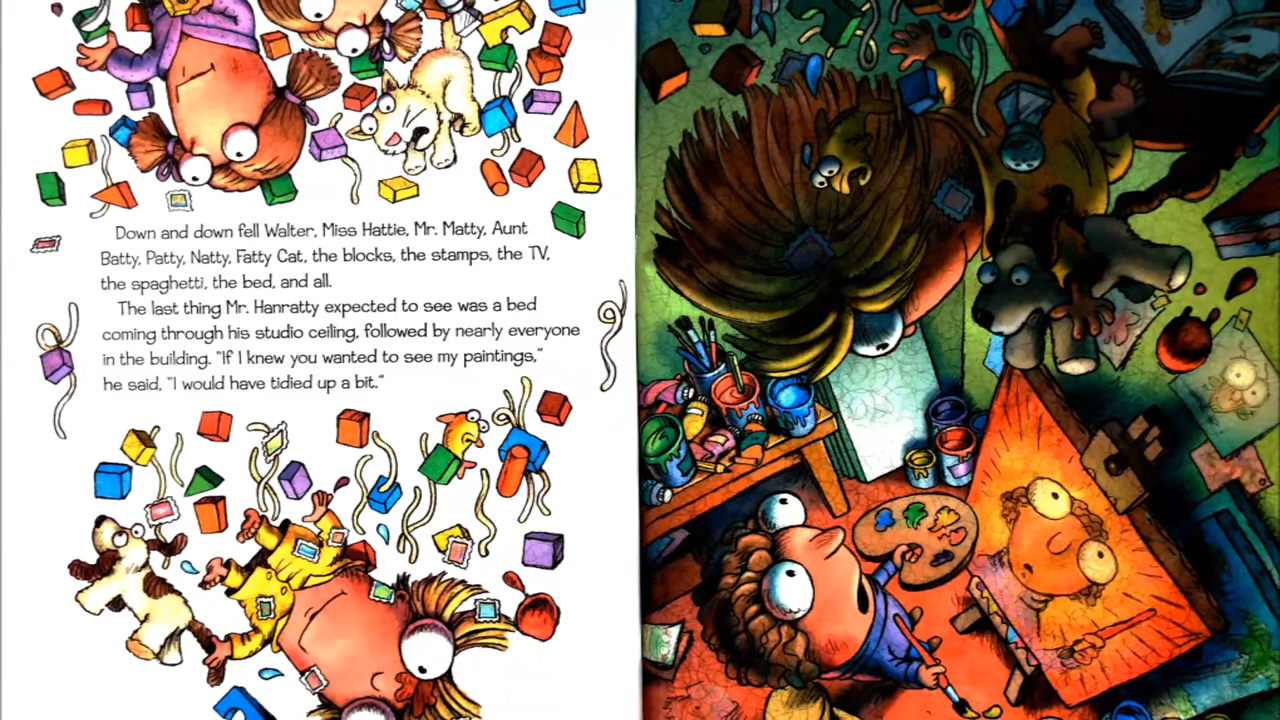 Down and down fell Walter, Miss Hattie, Mr. Matty, Aunt
Batty, Patty, Natty, Fatty Cat, the blocks, the stamps, the TV,
the spaghetti, the bed, and all.
The last thing Mr. Hanratty expected to see was a bed
coming through his studio ceiling, followed by nearly everyone
in the building. “If I knew you wanted to see my paintings,”
he said, “I would have tidied up a bit.”